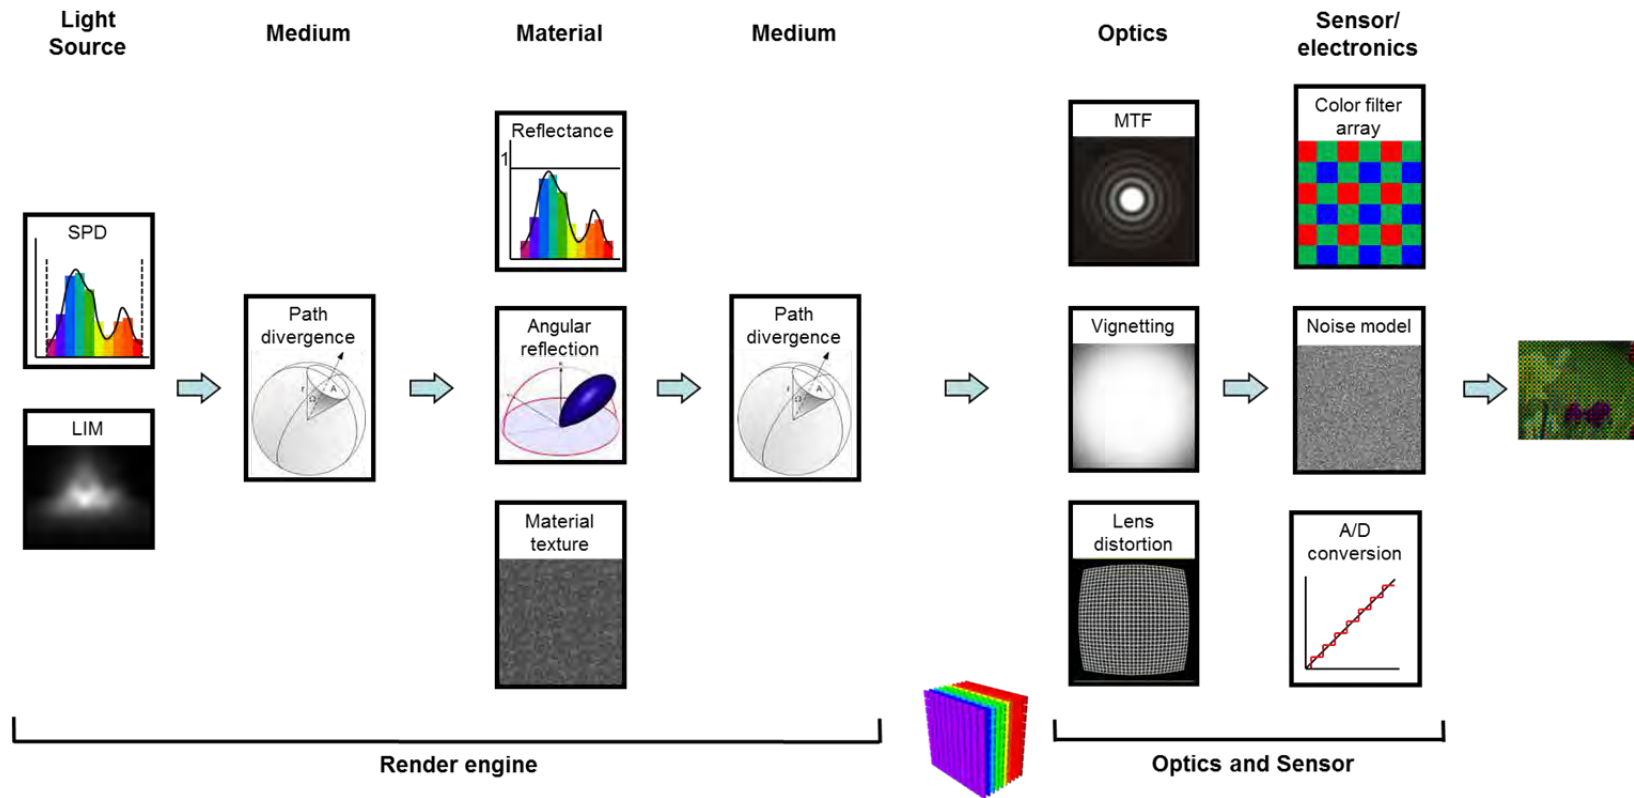 Light
Source
Medium
Material
Medium
Optics
Sensor/
electronics
SPD
LIM
Path
divergence
r
A
Ω
Reflectance
1
Angular
reflection
Material
texture
Path
divergence
r
A
Ω
MTF
Vignetting
Lens
distortion
Color filter
array
Noise model
A/D
conversion
Render engine
Optics and Sensor